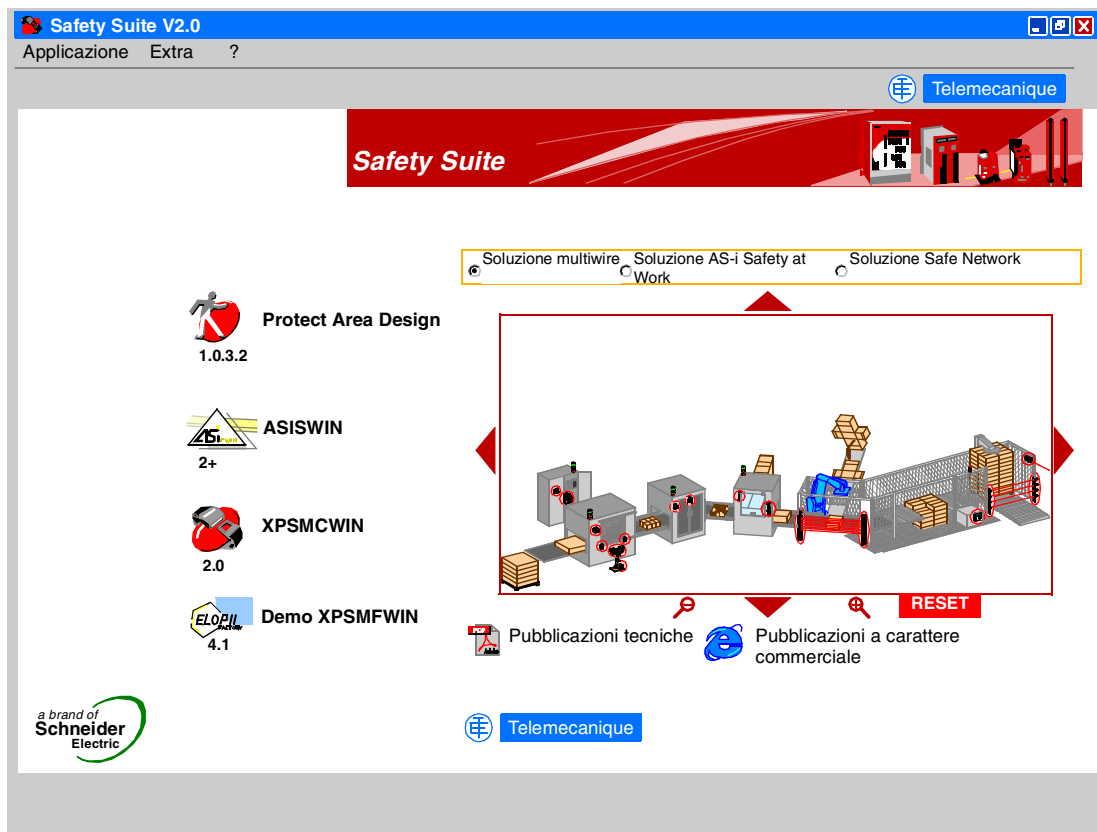 Safety Suite V2.0
Applicazione Extra ?
Telemecanique
Safety Suite
Soluzione multiwire
Soluzione AS-i Safety at
Work
Soluzione Safe Network
Protect Area Design
1.0.3.2
ASISWIN
2+
XPSMCWIN
2.0
Demo XPSMFWIN
4.1
RESET
Pubblicazioni tecniche
Pubblicazioni a carattere
commerciale
a brand of
Schneider
Electric
Telemecanique